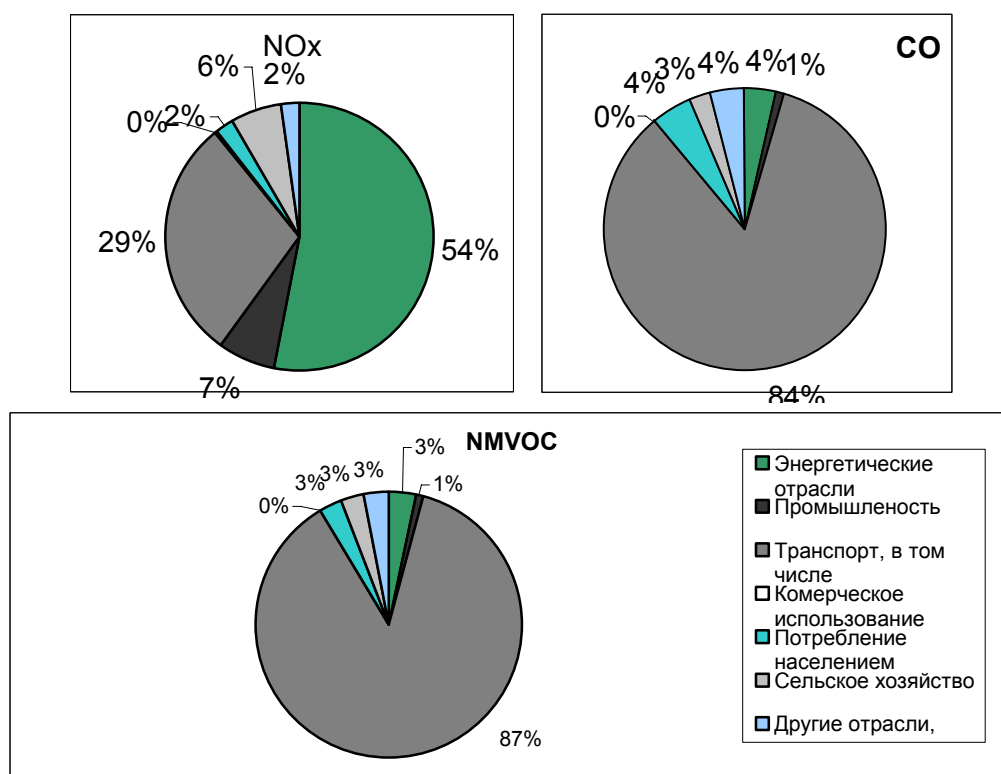 NOx
6%
2%
0%
2%
29%
54%
7%
CO
4%
3%
4%
4%
1%
0%
84%
NMVOC
3%
3%
3%
3%
1%
0%
87%
Энергетические
отрасли
Промышленость
Транспорт, в том
числе
Комерческое
использование
Потребление
населением
Сельское хозяйство
Другие отрасли,